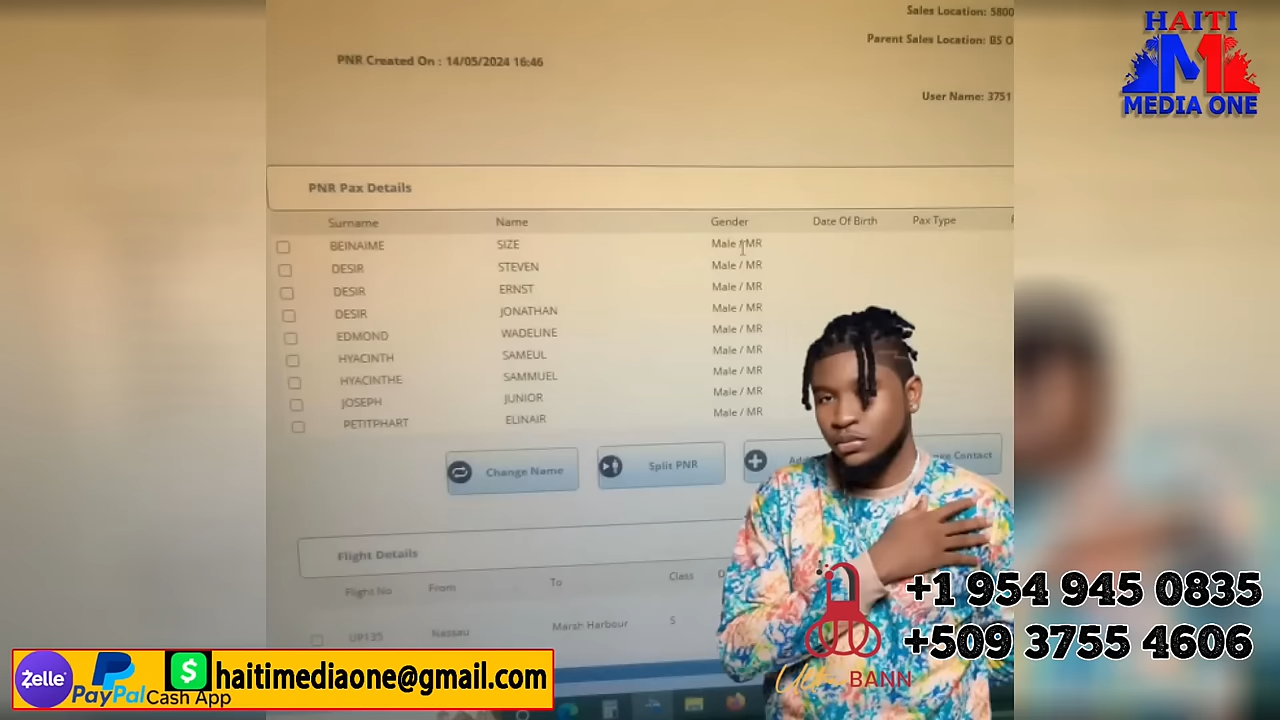 Sales Location: 5800
Parent Sales Location: BS O
PNR Created On : 14/05/2024 16:46
User Name: 3751
HAITI
M
MEDIA ONE
PNR Pax Details
Surname Name Gender Date Of Birth Pax Type
BEINAIME SIZE Male / MR
DESIR STEVEN Male / MR
DESIR ERNST Male / MR
DESIR JONATHAN Male / MR
EDMOND WADELINE Male / MR
HYACINTH SAMEUL Male / MR
HYACINTHE SAMMUEL Male / MR
JOSEPH JUNIOR Male / MR
PETITPHART ELINAIR Male / MR
Change Name Split PNR Contact
Flight Details
Flight No From To Class D
UP135 Nassau Marsh Harbour S
+1 954 945 0835
+509 3755 4606
BANN
Zelle PayPal $ Cash App haitimediaone@gmail.com